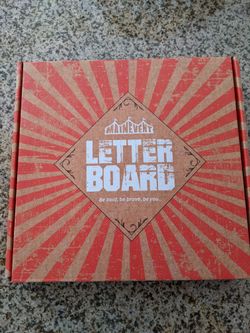 MAINEVENT
LETTER
BOARD
Be bold, be brave, be you...